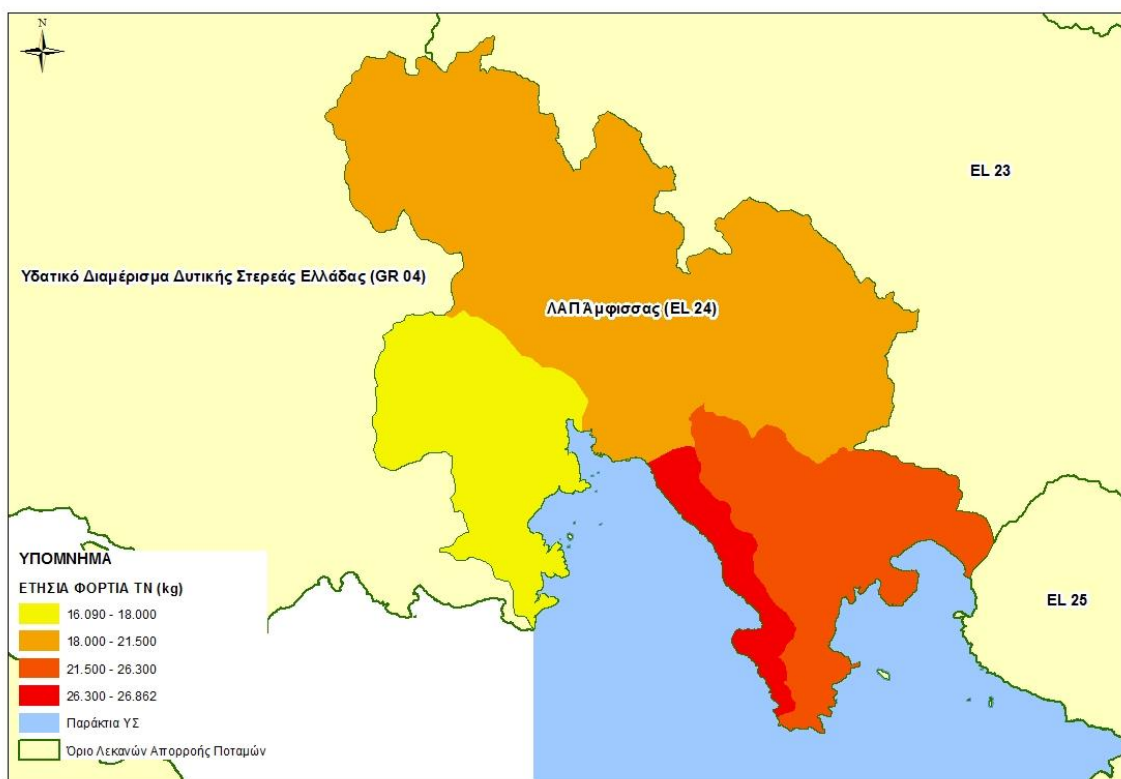 N
EL 23
Υδατικό Διαμέρισμα Δυτικής Στερεάς Ελλάδας (GR 04)
ΛΑΠ Άμφισσας (EL 24)
EL 25
ΥΠΟΜΝΗΜΑ
ΕΤΗΣΙΑ ΦΟΡΤΙΑ TN (kg)
16.090 - 18.000
18.000 - 21.500
21.500 - 26.300
26.300 - 26.862
Παράκτια ΥΣ
Όριο Λεκανών Απορροής Ποταμών